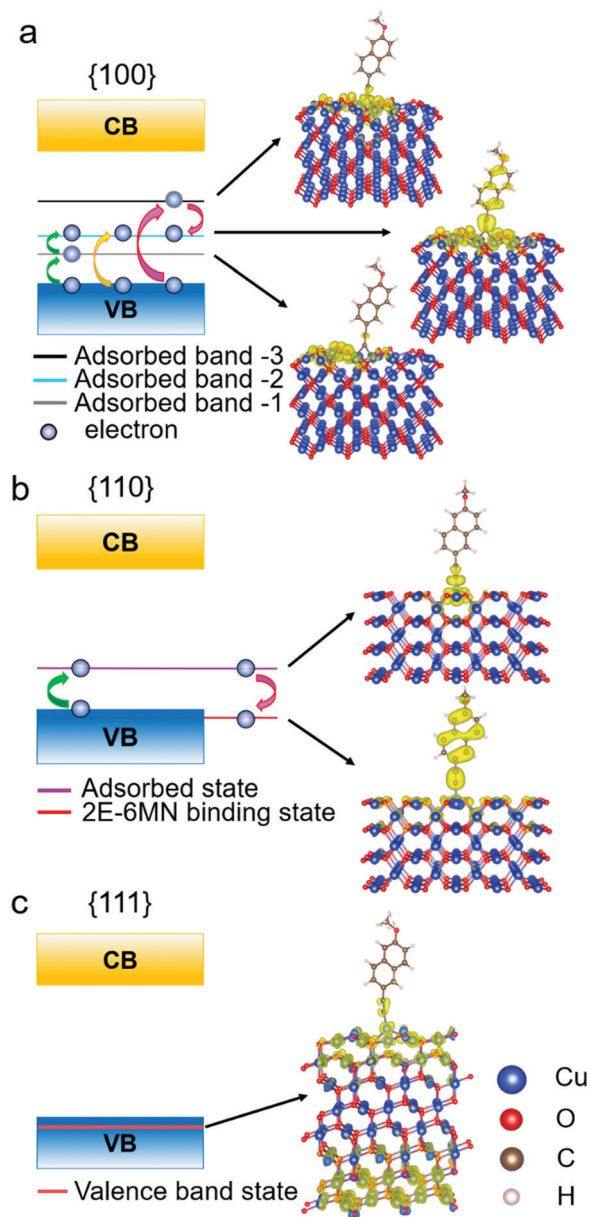 a
{100}
CB
VB
Adsorbed band -3
Adsorbed band -2
Adsorbed band -1
electron
b
{110}
CB
VB
Adsorbed state
2E-6MN binding state
c
{111}
CB
VB
Valence band state
Cu
O
C
H